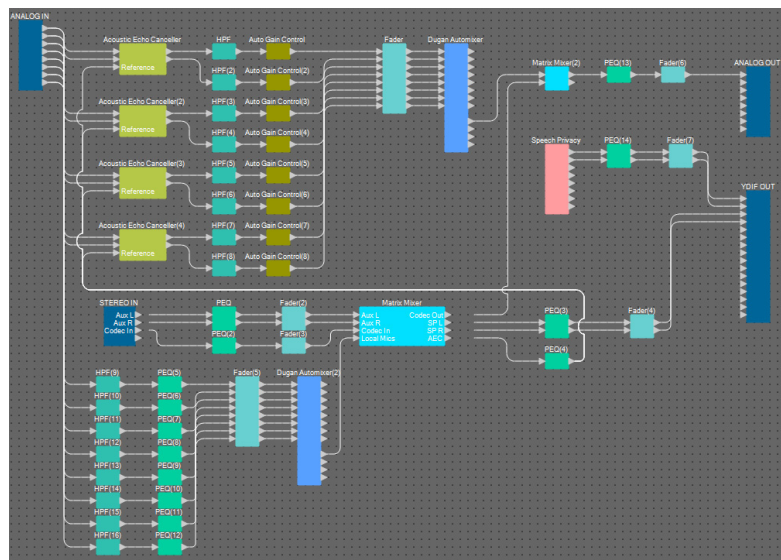 ANALOG IN
Acoustic Echo Canceller
HPF
Auto Gain Control
Fader
Dugan Automixer
Reference
HPF(2)
Auto Gain Control(2)
Matrix Mixer(2)
PEQ(13)
Fader(6)
ANALOG OUT
Acoustic Echo Canceller(2)
HPF(3)
Auto Gain Control(3)
Reference
HPF(4)
Auto Gain Control(4)
Speech Privacy
PEQ(14)
Fader(7)
Acoustic Echo Canceller(3)
HPF(5)
Auto Gain Control(5)
Reference
HPF(6)
Auto Gain Control(6)
YDIF OUT
Acoustic Echo Canceller(4)
HPF(7)
Auto Gain Control(7)
Reference
HPF(8)
Auto Gain Control(8)
STEREO IN
PEQ
Fader(2)
Matrix Mixer
Aux L
Aux R
Codec In
PEQ(2)
Fader(3)
Aux L
Aux R
Codec In
Local Mics
Codec Out
SP L
SP R
AEC
PEQ(3)
Fader(4)
PEQ(4)
HPF(9)
PEQ(5)
Fader(5)
Dugan Automixer(2)
HPF(10)
PEQ(6)
HPF(11)
PEQ(7)
HPF(12)
PEQ(8)
HPF(13)
PEQ(9)
HPF(14)
PEQ(10)
HPF(15)
PEQ(11)
HPF(16)
PEQ(12)